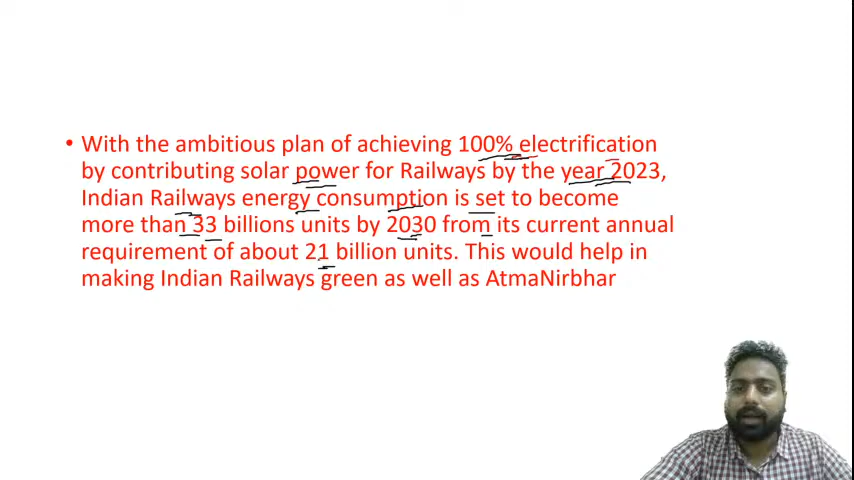 • With the ambitious plan of achieving 100% electrification
by contributing solar power for Railways by the year 2023,
Indian Railways energy consumption is set to become
more than 33 billions units by 2030 from its current annual
requirement of about 21 billion units. This would help in
making Indian Railways green as well as AtmaNirbhar